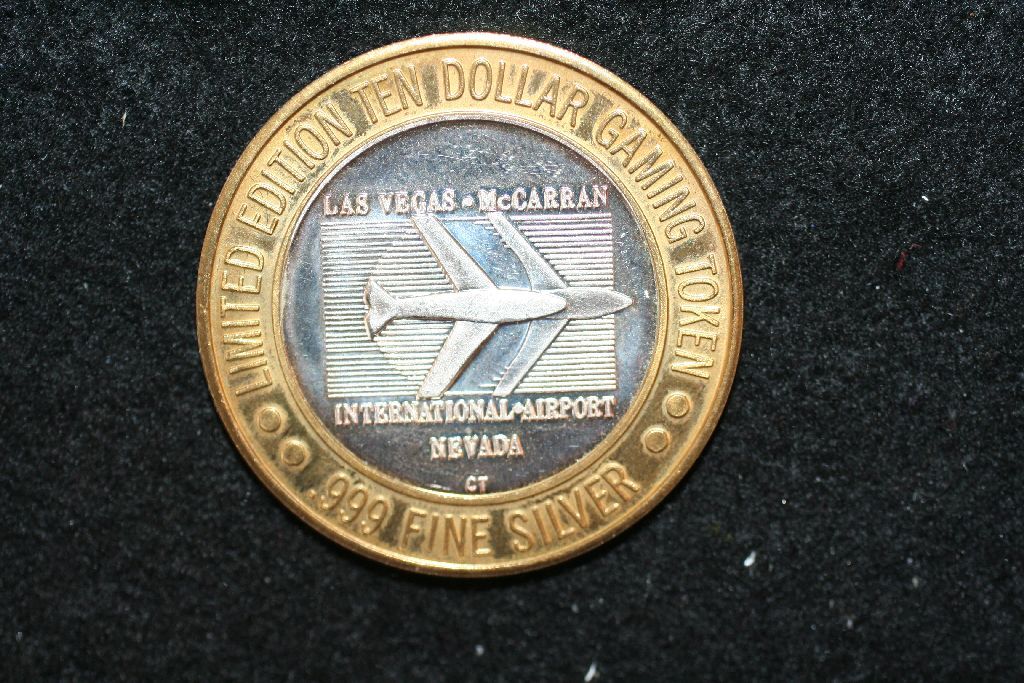 LIMITED EDITION TEN DOLLAR GAMING TOKEN
LAS VEGAS • McCARRAN
INTERNATIONAL • AIRPORT
NEVADA
CT
.999 FINE SILVER